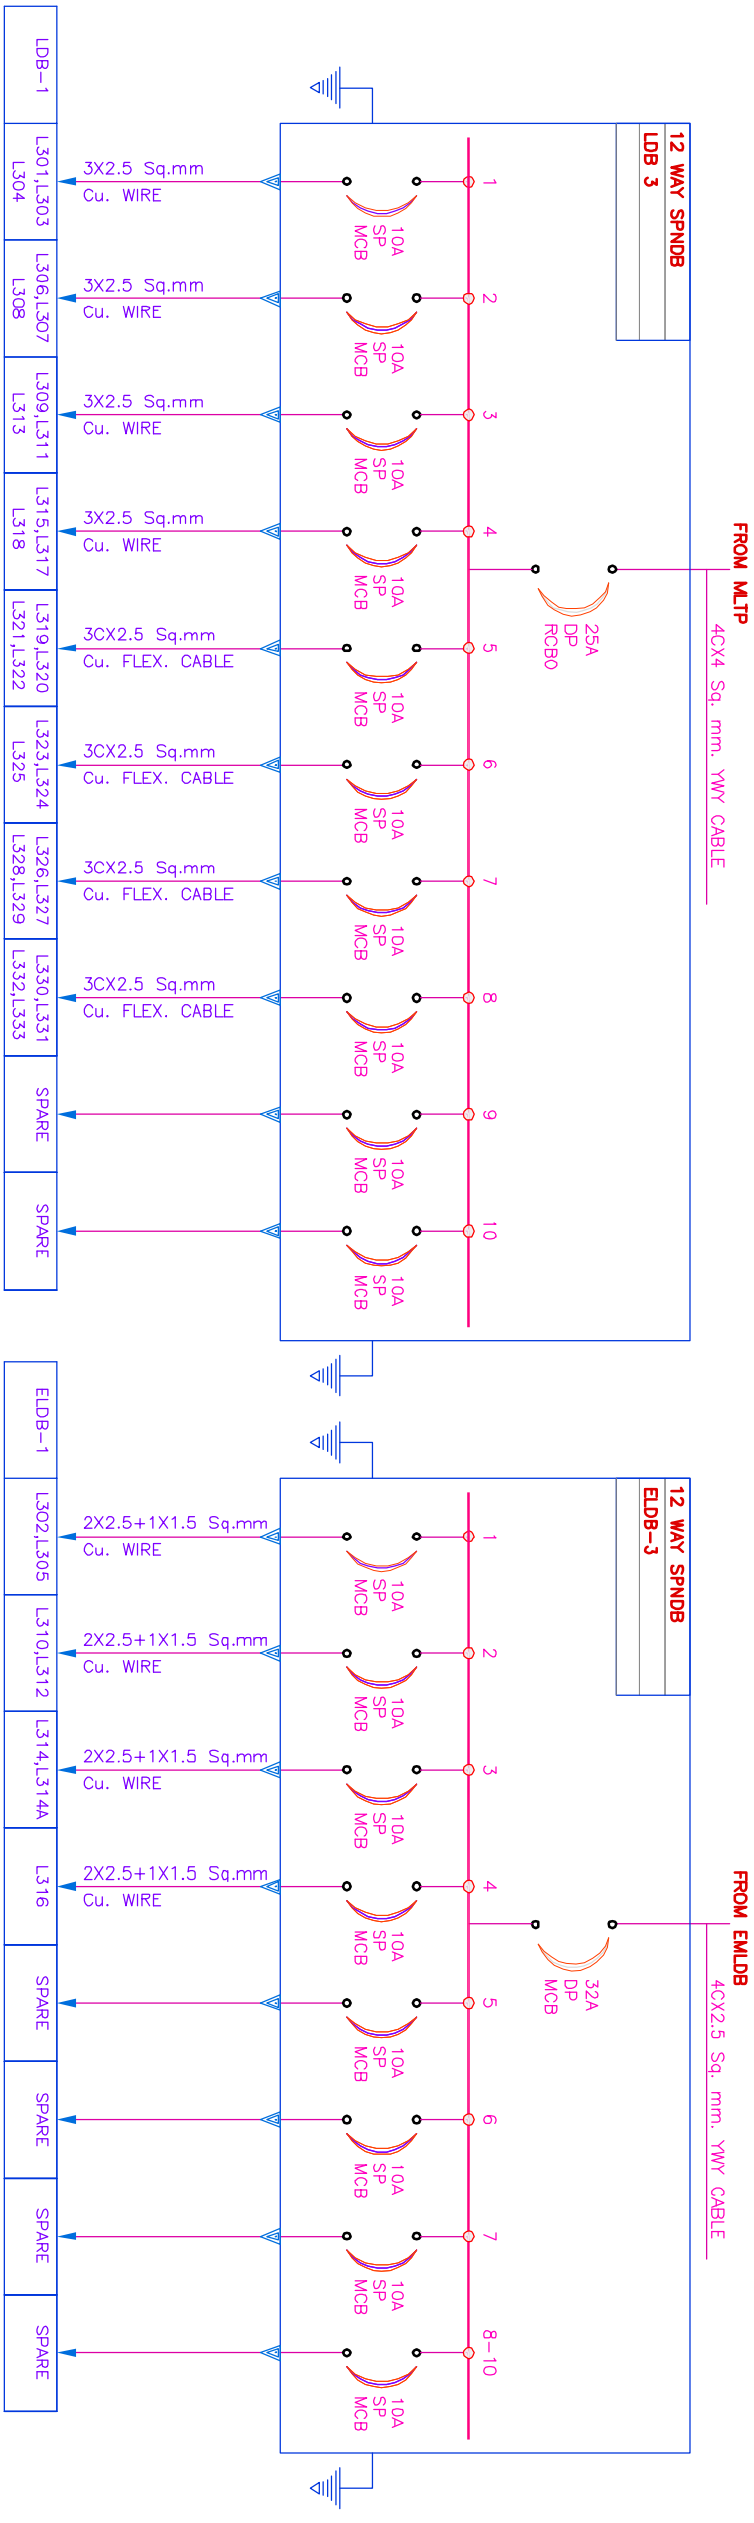 FROM MLTP
4CX4 Sq. mm. YWY CABLE
12 WAY SPNDB
LDB 3
25A
DP
RCBO
1
2
3
4
5
6
7
8
9
10
10A
SP
MCB
10A
SP
MCB
10A
SP
MCB
10A
SP
MCB
10A
SP
MCB
10A
SP
MCB
10A
SP
MCB
10A
SP
MCB
10A
SP
MCB
10A
SP
MCB
3X2.5 Sq.mm
Cu. WIRE
3X2.5 Sq.mm
Cu. WIRE
3X2.5 Sq.mm
Cu. WIRE
3X2.5 Sq.mm
Cu. WIRE
3CX2.5 Sq.mm
Cu. FLEX. CABLE
3CX2.5 Sq.mm
Cu. FLEX. CABLE
3CX2.5 Sq.mm
Cu. FLEX. CABLE
3CX2.5 Sq.mm
Cu. FLEX. CABLE
LDB-1
L301,L303
L304
L306,L307
L308
L309,L311
L313
L315,L317
L318
L319,L320
L321,L322
L323,L324
L325
L326,L327
L328,L329
L330,L331
L332,L333
SPARE
SPARE
FROM EMLDB
4CX2.5 Sq. mm. YWY CABLE
12 WAY SPNDB
ELDB-3
32A
DP
MCB
1
2
3
4
5
6
7
8-10
10A
SP
MCB
10A
SP
MCB
10A
SP
MCB
10A
SP
MCB
10A
SP
MCB
10A
SP
MCB
10A
SP
MCB
10A
SP
MCB
2X2.5+1X1.5 Sq.mm
Cu. WIRE
2X2.5+1X1.5 Sq.mm
Cu. WIRE
2X2.5+1X1.5 Sq.mm
Cu. WIRE
2X2.5+1X1.5 Sq.mm
Cu. WIRE
ELDB-1
L302,L305
L310,L312
L314,L314A
L316
SPARE
SPARE
SPARE
SPARE